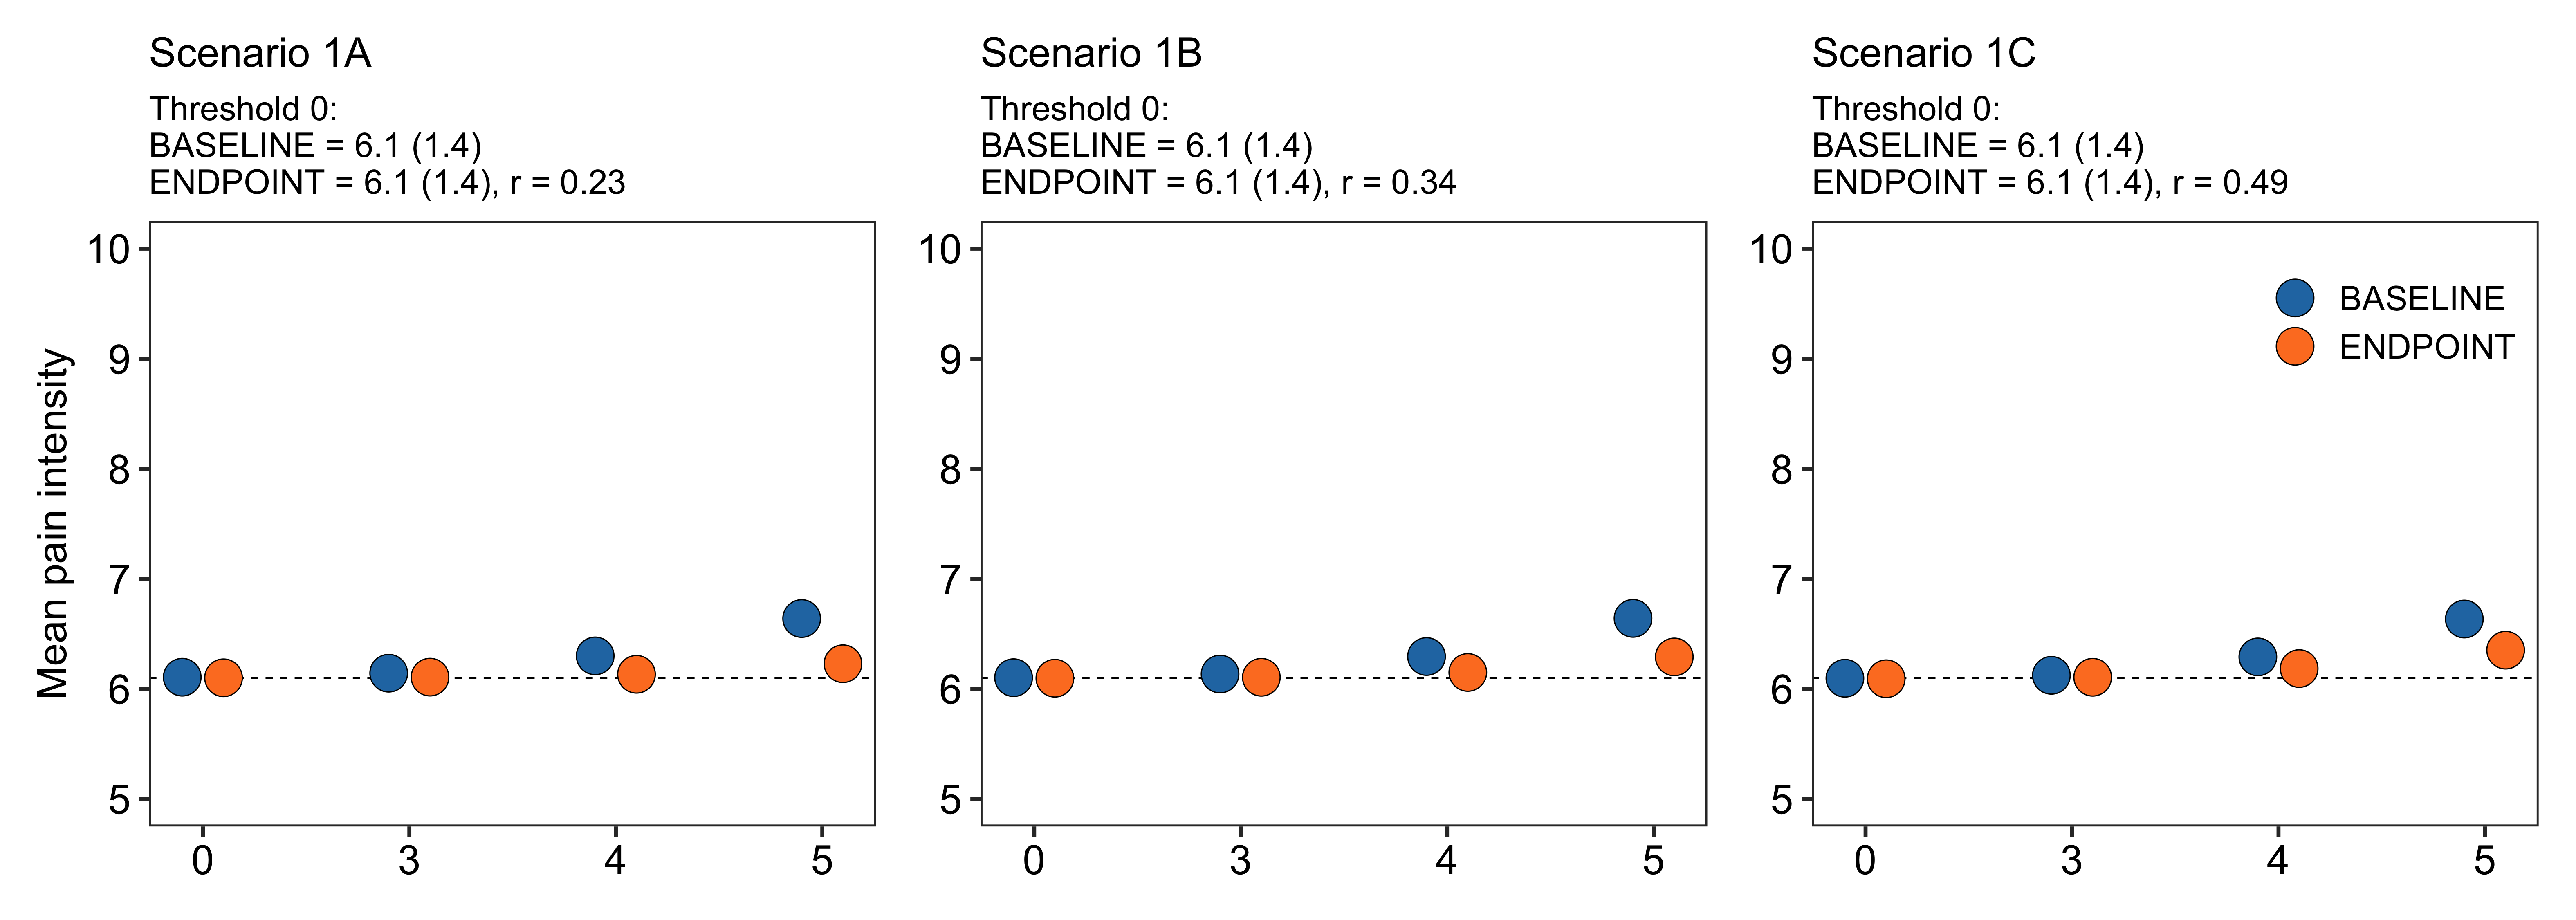 Scenario 1A
Threshold 0:
BASELINE = 6.1 (1.4)
ENDPOINT = 6.1 (1.4), r = 0.23
Scenario 1B
Threshold 0:
BASELINE = 6.1 (1.4)
ENDPOINT = 6.1 (1.4), r = 0.34
Scenario 1C
Threshold 0:
BASELINE = 6.1 (1.4)
ENDPOINT = 6.1 (1.4), r = 0.49
Mean pain intensity
10
9
8
7
6
5
0 3 4 5
10
9
8
7
6
5
0 3 4 5
10
9
8
7
6
5
0 3 4 5
BASELINE
ENDPOINT